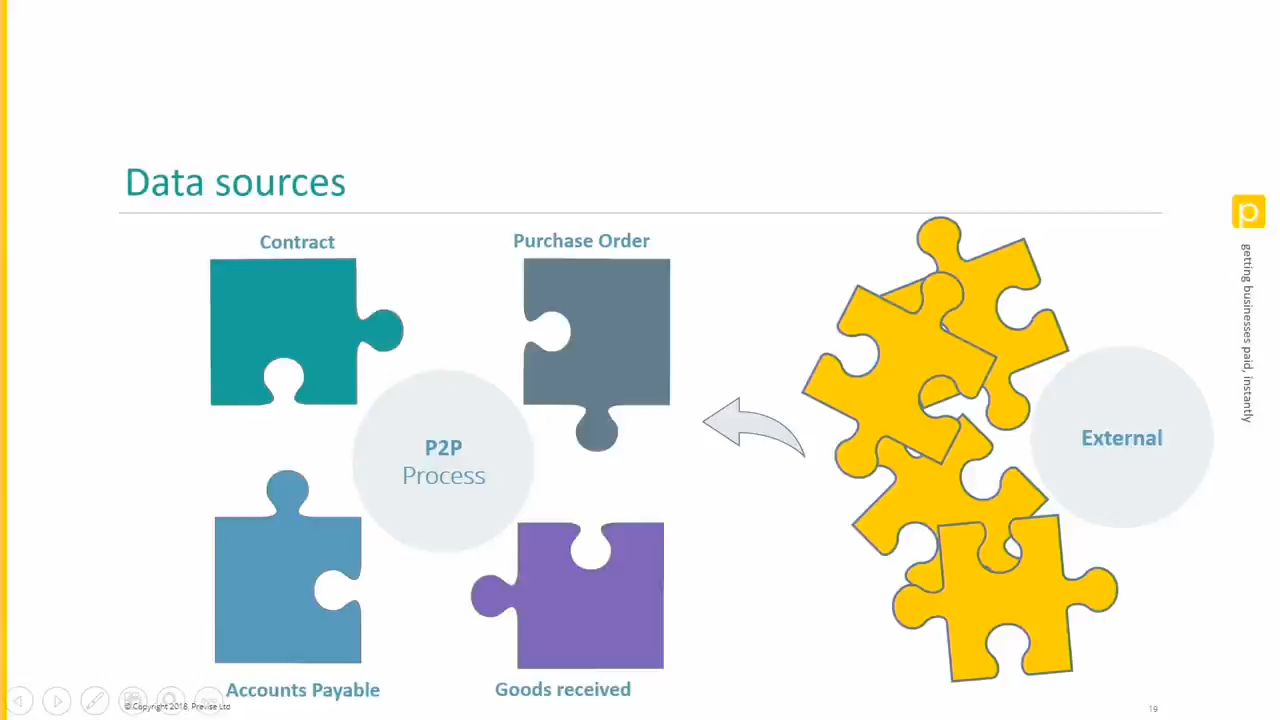 Data sources
Contract
Purchase Order
P2P
Process
External
Accounts Payable
Goods received
© Copyright 2018, Previse Ltd
19
p
getting businesses paid, instantly